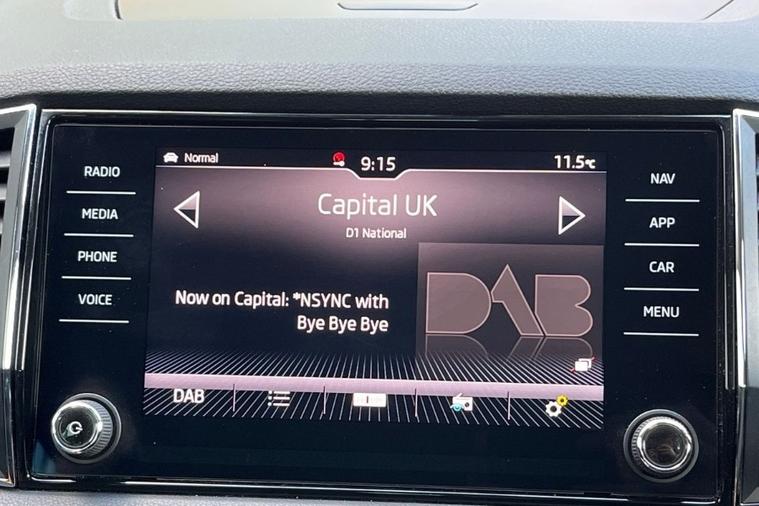 Normal 9:15 11.5°C
RADIO
MEDIA
PHONE
VOICE
Capital UK
D1 National
Now on Capital: *NSYNC with
Bye Bye Bye
DAB
DAB
NAV
APP
CAR
MENU